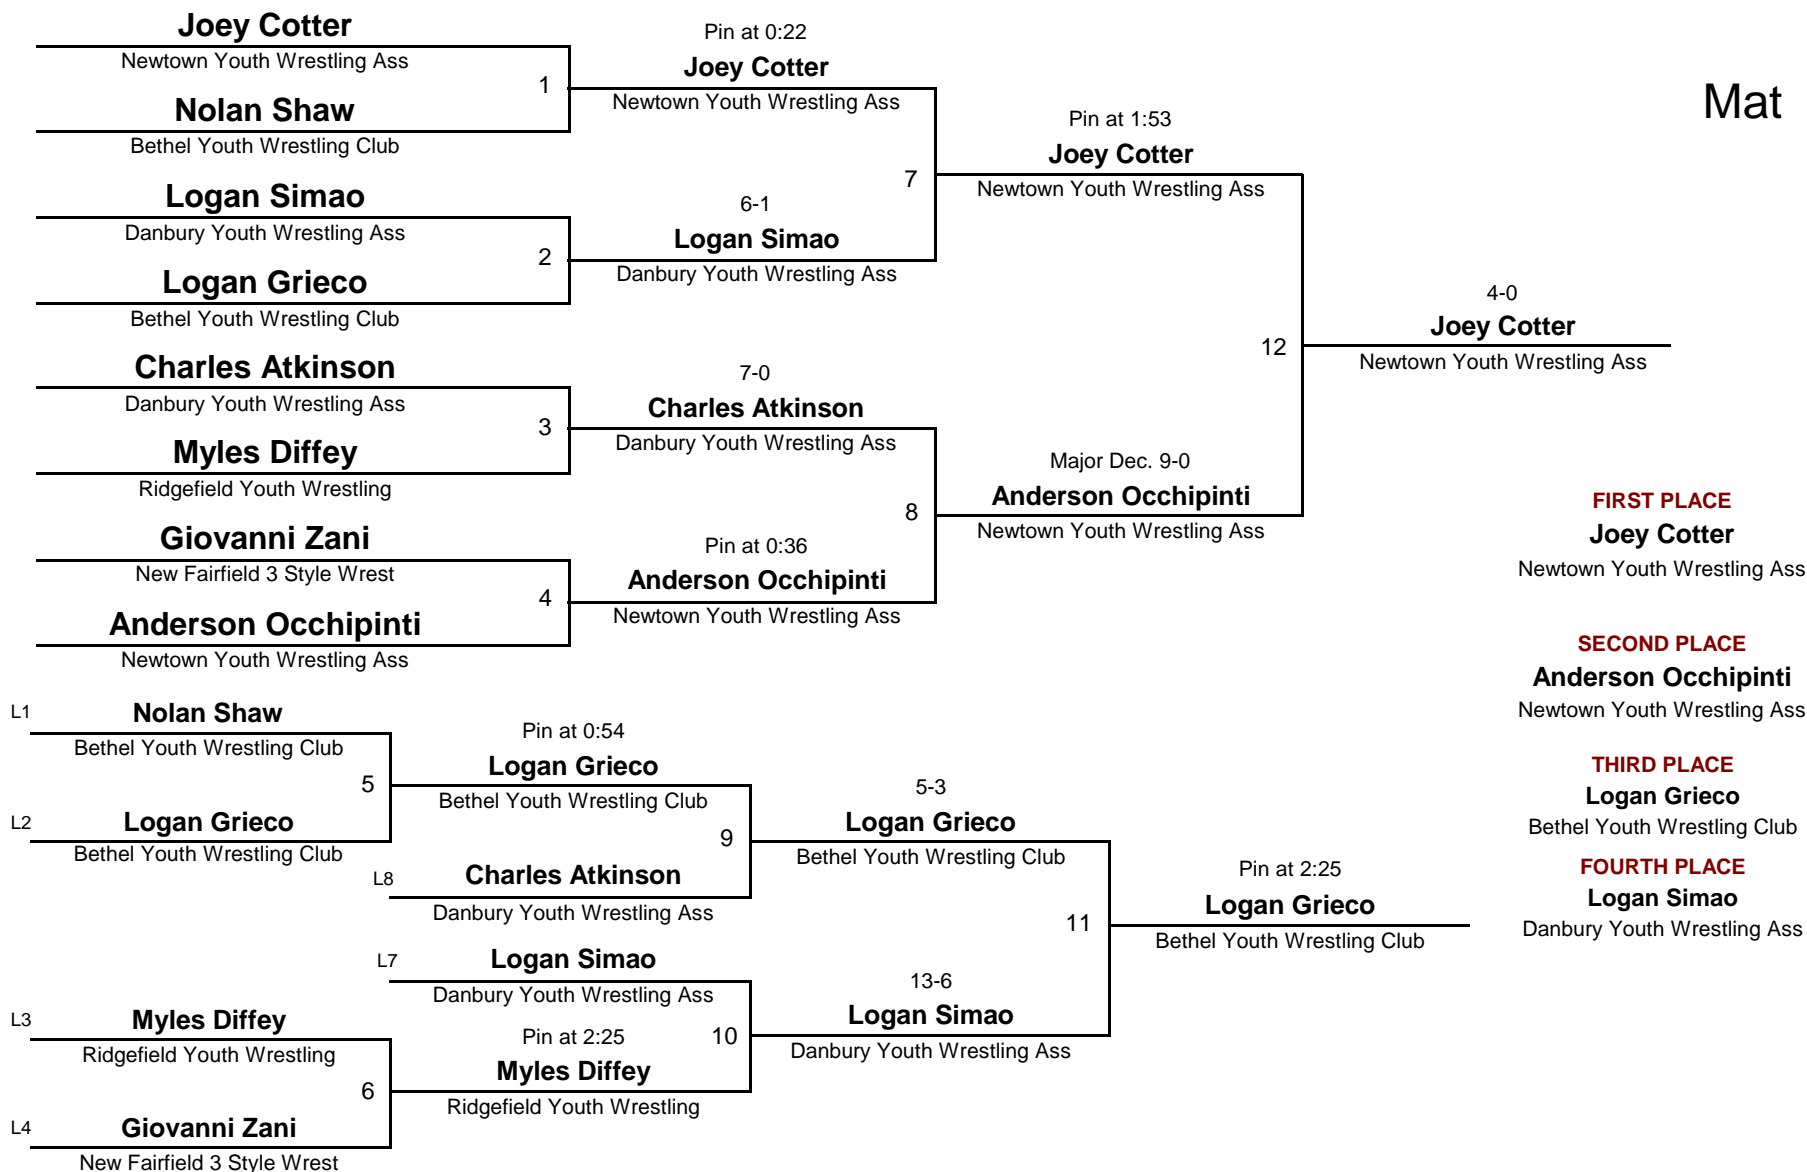 Joey Cotter
Newtown Youth Wrestling Ass
1
Nolan Shaw
Bethel Youth Wrestling Club
Logan Simao
Danbury Youth Wrestling Ass
2
Logan Grieco
Bethel Youth Wrestling Club
Charles Atkinson
Danbury Youth Wrestling Ass
3
Myles Diffey
Ridgefield Youth Wrestling
Giovanni Zani
New Fairfield 3 Style Wrest
4
Anderson Occhipinti
Newtown Youth Wrestling Ass
Pin at 0:22
Joey Cotter
Newtown Youth Wrestling Ass
7
6-1
Logan Simao
Danbury Youth Wrestling Ass
7-0
Charles Atkinson
Danbury Youth Wrestling Ass
8
Pin at 0:36
Anderson Occhipinti
Newtown Youth Wrestling Ass
Pin at 1:53
Joey Cotter
Newtown Youth Wrestling Ass
12
Major Dec. 9-0
Anderson Occhipinti
Newtown Youth Wrestling Ass
4-0
Joey Cotter
Newtown Youth Wrestling Ass
Mat
FIRST PLACE
Joey Cotter
Newtown Youth Wrestling Ass
SECOND PLACE
Anderson Occhipinti
Newtown Youth Wrestling Ass
THIRD PLACE
Logan Grieco
Bethel Youth Wrestling Club
FOURTH PLACE
Logan Simao
Danbury Youth Wrestling Ass
L1
Nolan Shaw
Bethel Youth Wrestling Club
5
L2
Logan Grieco
Bethel Youth Wrestling Club
L3
Myles Diffey
Ridgefield Youth Wrestling
6
L4
Giovanni Zani
New Fairfield 3 Style Wrest
Pin at 0:54
Logan Grieco
Bethel Youth Wrestling Club
9
L8
Charles Atkinson
Danbury Youth Wrestling Ass
L7
Logan Simao
Danbury Youth Wrestling Ass
10
Pin at 2:25
Myles Diffey
Ridgefield Youth Wrestling
5-3
Logan Grieco
Bethel Youth Wrestling Club
11
13-6
Logan Simao
Danbury Youth Wrestling Ass
Pin at 2:25
Logan Grieco
Bethel Youth Wrestling Club